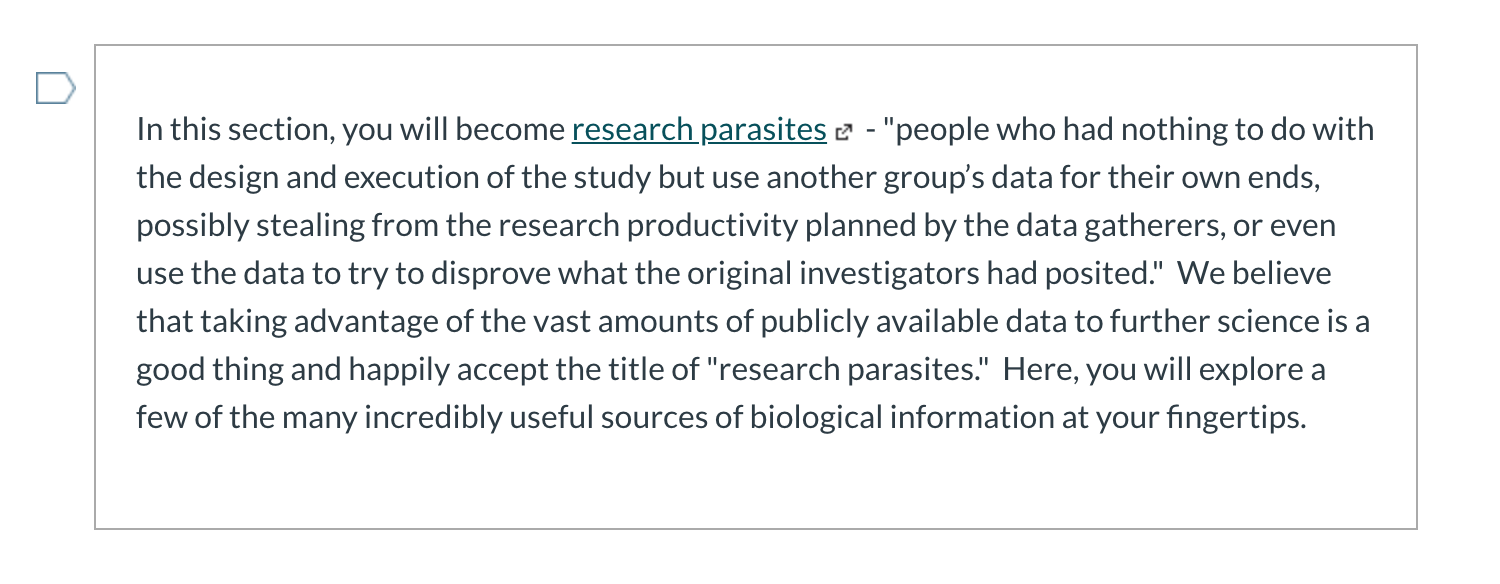 In this section, you will become research parasites - "people who had nothing to do with
the design and execution of the study but use another group’s data for their own ends,
possibly stealing from the research productivity planned by the data gatherers, or even
use the data to try to disprove what the original investigators had posited."  We believe
that taking advantage of the vast amounts of publicly available data to further science is a
good thing and happily accept the title of "research parasites."  Here, you will explore a
few of the many incredibly useful sources of biological information at your fingertips.